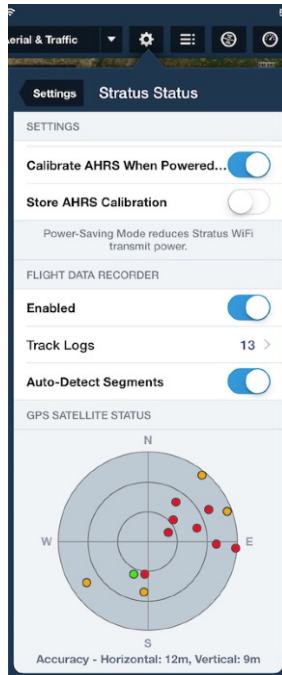 erial & Traffic
Settings
Stratus Status
SETTINGS
Calibrate AHRS When Powered...
Store AHRS Calibration
Power-Saving Mode reduces Stratus WiFi
transmit power.
FLIGHT DATA RECORDER
Enabled
Track Logs 13
Auto-Detect Segments
GPS SATELLITE STATUS
N
W E
S
Accuracy - Horizontal: 12m, Vertical: 9m